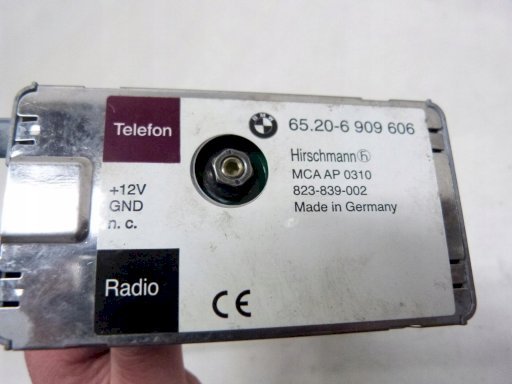 Telefon
BMW 65.20-6 909 606
Hirschmann h
MCA AP 0310
823-839-002
Made in Germany
+12V
GND
n. c.
Radio
CE